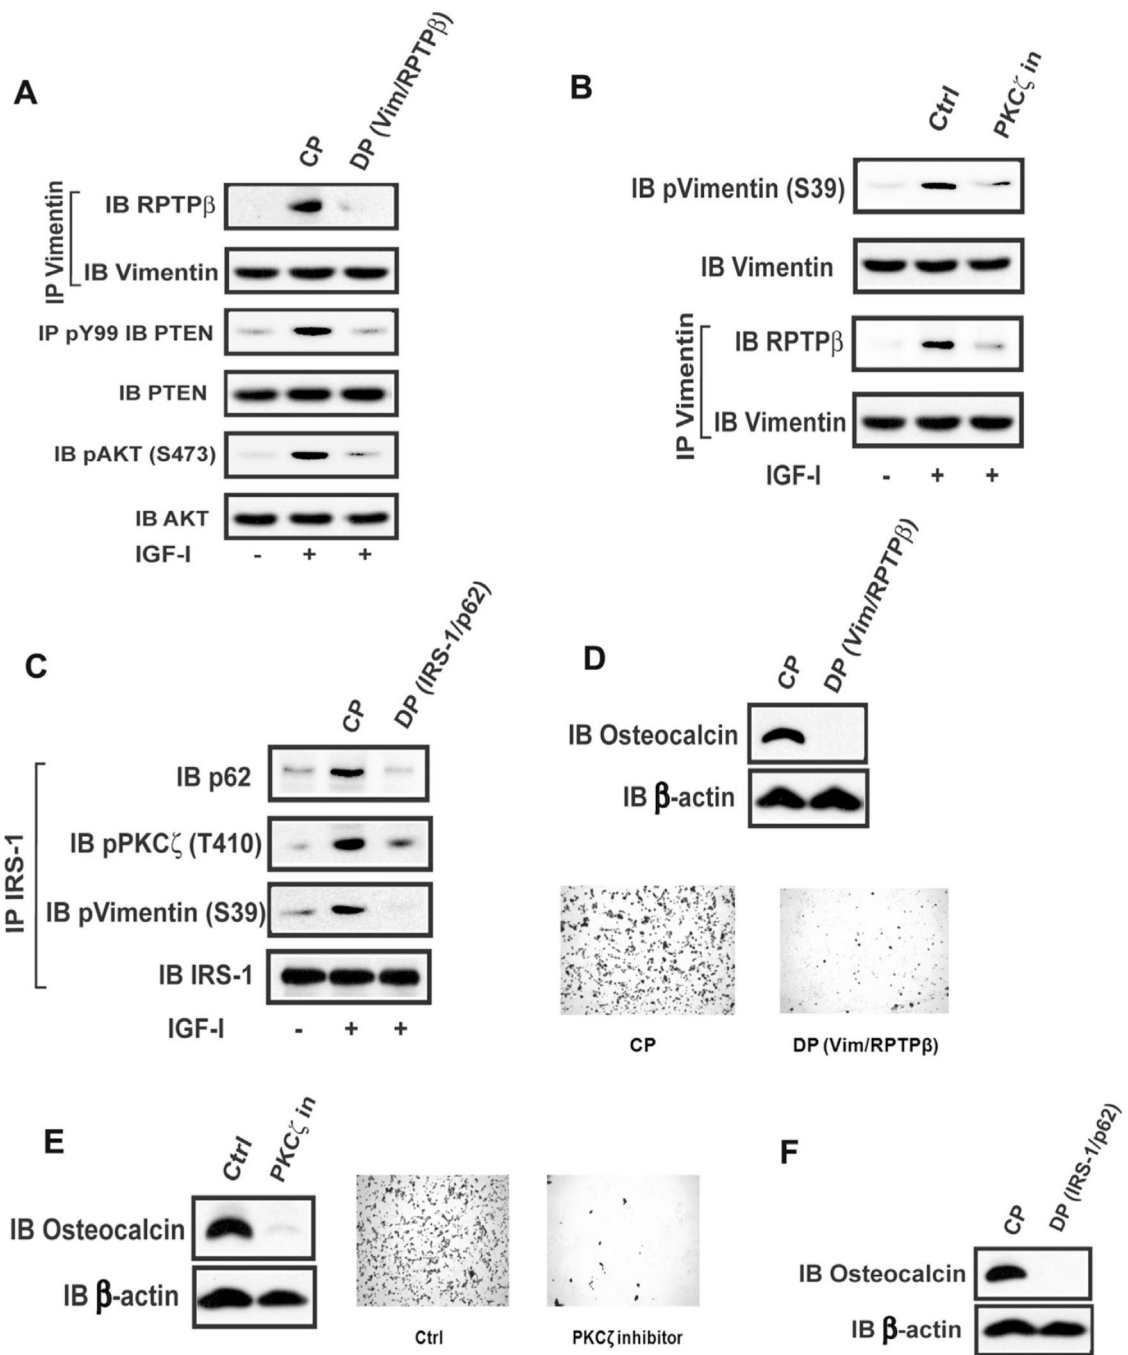 A
CP
DP (Vim/RPTPβ)
IP Vimentin
IB RPTPβ
IB Vimentin
IP pY99 IB PTEN
IB PTEN
IB pAKT (S473)
IB AKT
IGF-I - + +
B
Ctrl
PKCζ in
IB pVimentin (S39)
IB Vimentin
IP Vimentin
IB RPTPβ
IB Vimentin
IGF-I - + +
C
CP
DP (IRS-1/p62)
IP IRS-1
IB p62
IB pPKCζ (T410)
IB pVimentin (S39)
IB IRS-1
IGF-I - + +
D
CP
DP (Vim/RPTPβ)
IB Osteocalcin
IB β-actin
CP
DP (Vim/RPTPβ)
E
Ctrl
PKCζ in
IB Osteocalcin
IB β-actin
Ctrl
PKCζ inhibitor
F
CP
DP (IRS-1/p62)
IB Osteocalcin
IB β-actin